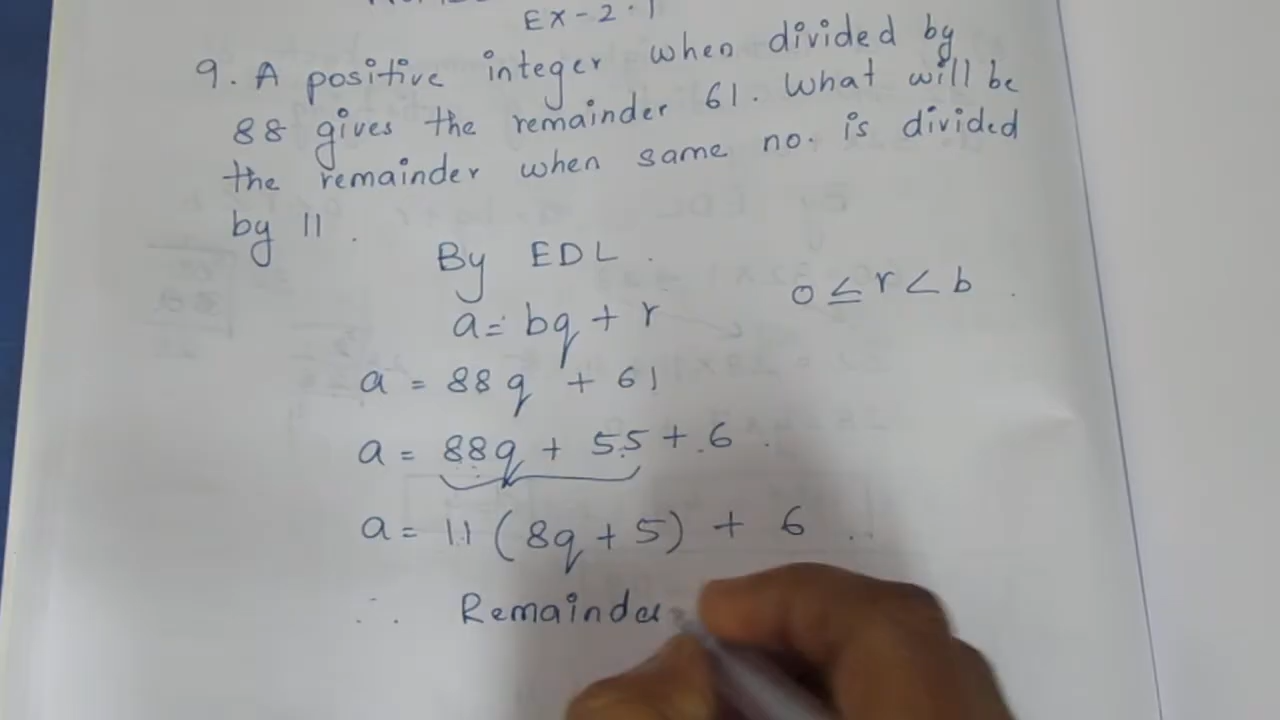 Ex-2.1
9. A positive integer when divided by
88 gives the remainder 61. What will be
the remainder when same no. is divided
by 11.
By EDL.
a = bq + r 0 ≤ r < b.
a = 88q + 61
a = 88q + 55 + 6.
a = 11 (8q + 5) + 6.
∴ Remainde